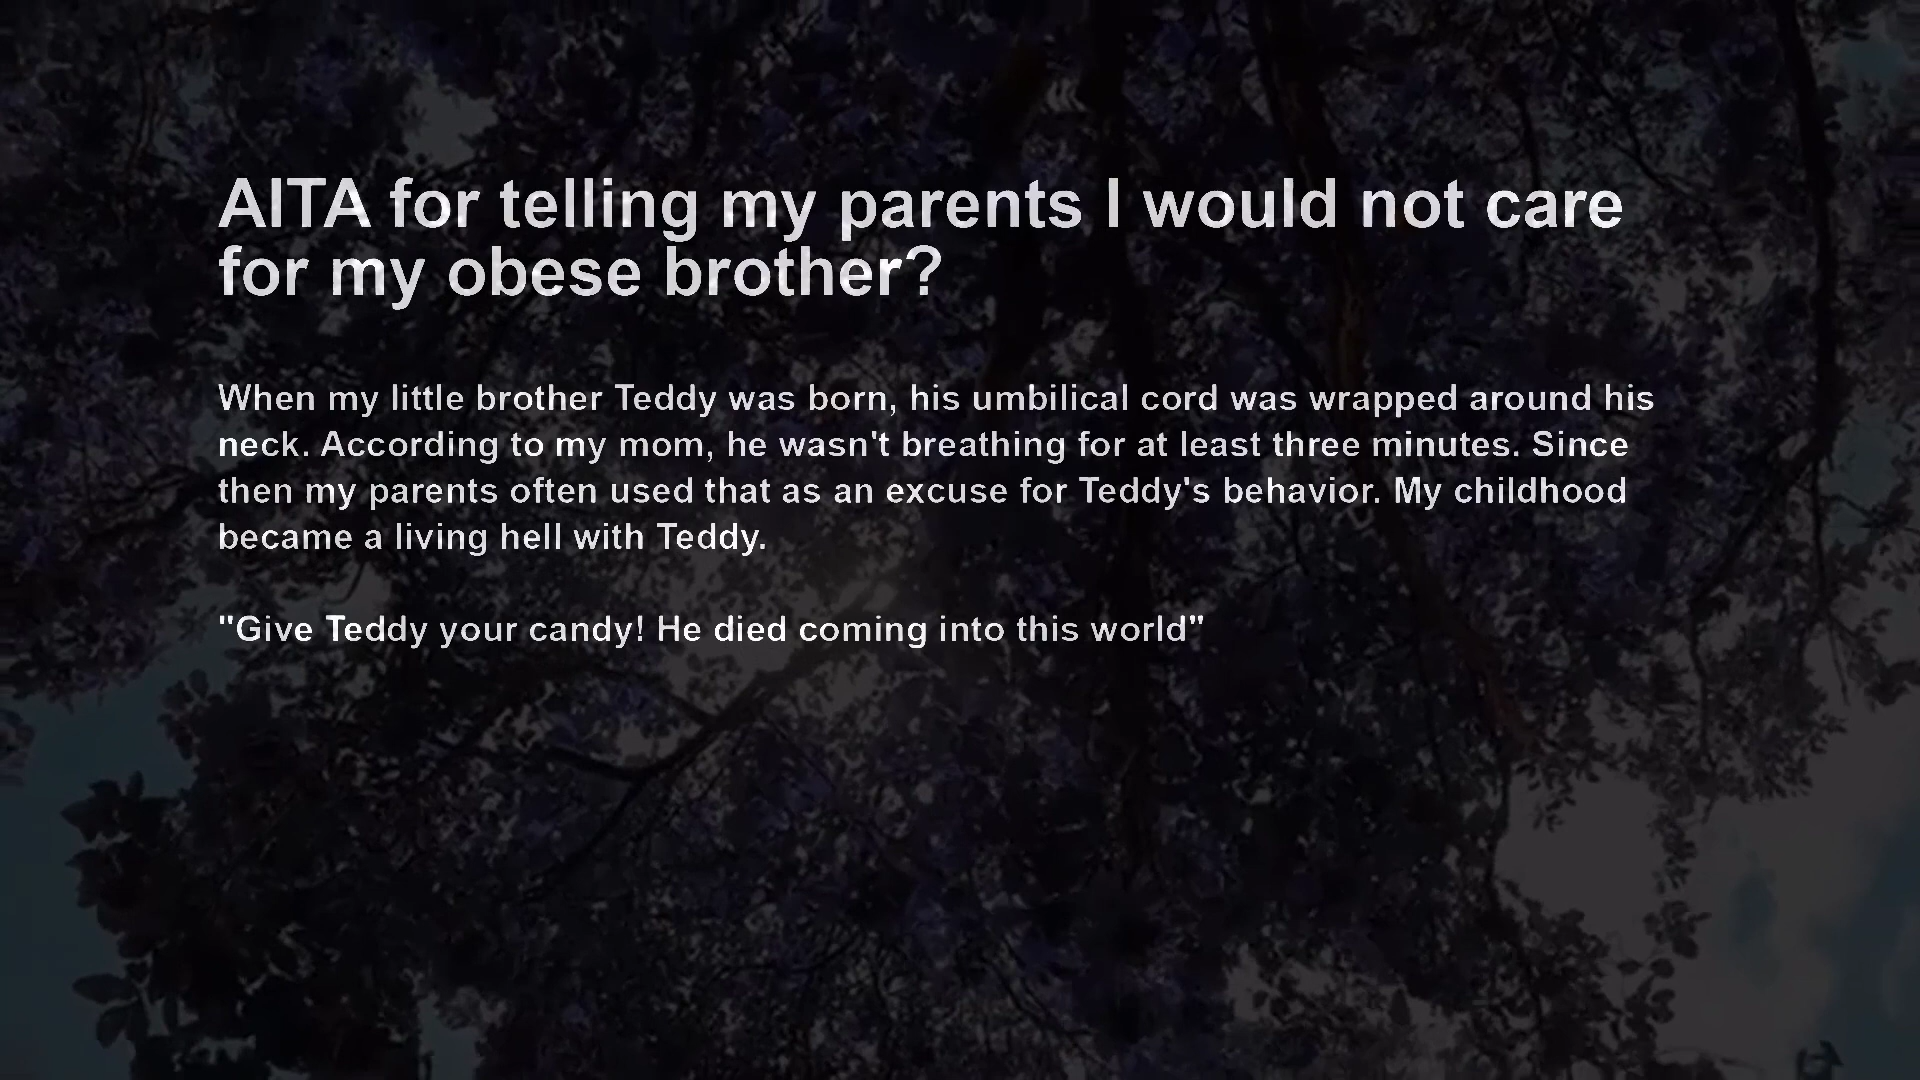 AITA for telling my parents I would not care
for my obese brother?
When my little brother Teddy was born, his umbilical cord was wrapped around his
neck. According to my mom, he wasn't breathing for at least three minutes. Since
then my parents often used that as an excuse for Teddy's behavior. My childhood
became a living hell with Teddy.
"Give Teddy your candy! He died coming into this world"